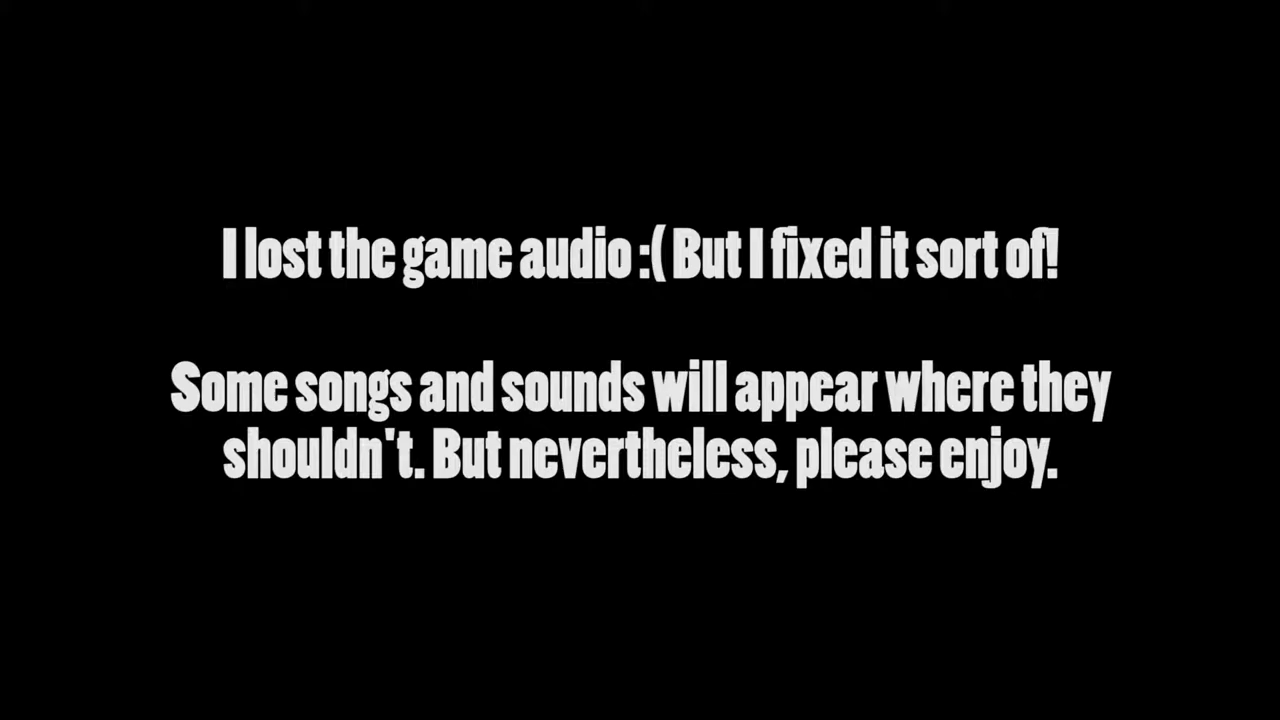 I lost the game audio :( But I fixed it sort of!
Some songs and sounds will appear where they
shouldn't. But nevertheless, please enjoy.